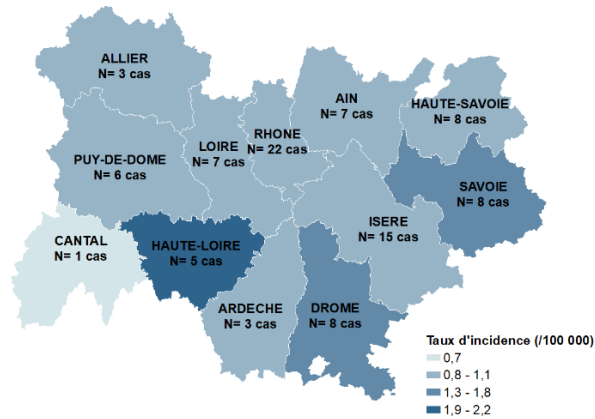 ALLIER
N= 3 cas
AIN
N= 7 cas
HAUTE-SAVOIE
N= 8 cas
RHONE
N= 22 cas
LOIRE
N= 7 cas
PUY-DE-DOME
N= 6 cas
SAVOIE
N= 8 cas
ISERE
N= 15 cas
CANTAL
N= 1 cas
HAUTE-LOIRE
N= 5 cas
ARDECHE
N= 3 cas
DROME
N= 8 cas
Taux d'incidence (/100 000)
0,7
0,8 - 1,1
1,3 - 1,8
1,9 - 2,2